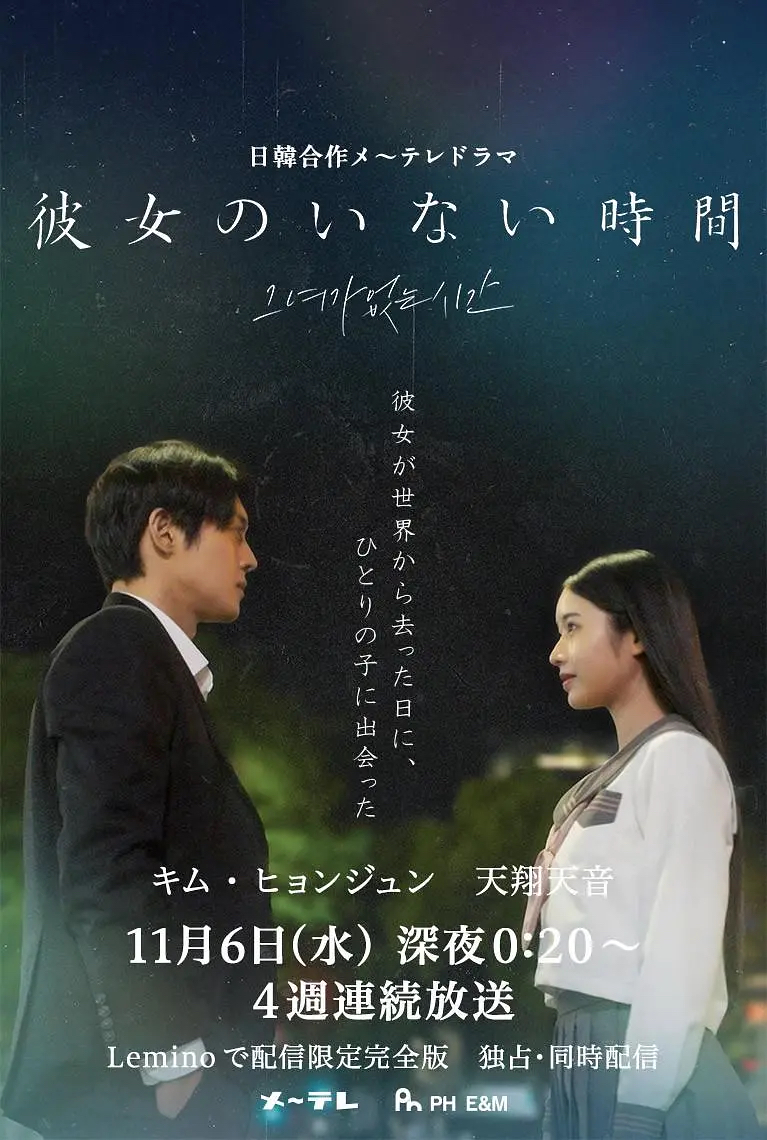 日韓合作メ～テレドラマ
彼女のいない時間
그녀가 없는 시간
彼女が世界から去った日に、
ひとりの子に出会った
キム・ヒョンジュン　天翔天音
11月6日(水) 深夜0:20～
4週連続放送
Leminoで配信限定完全版　独占・同時配信
メ～テレ PH PH E&M